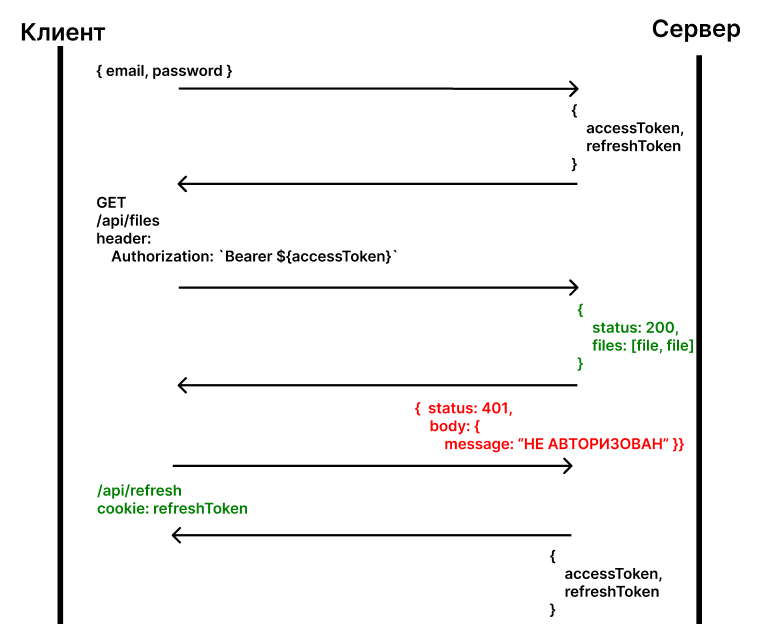 Клиент
Сервер
{ email, password }
{
accessToken,
refreshToken
}
GET
/api/files
header:
Authorization: `Bearer ${accessToken}`
{
status: 200,
files: [file, file]
}
{ status: 401,
body: {
message: “НЕ АВТОРИЗОВАН” }}
/api/refresh
cookie: refreshToken
{
accessToken,
refreshToken
}